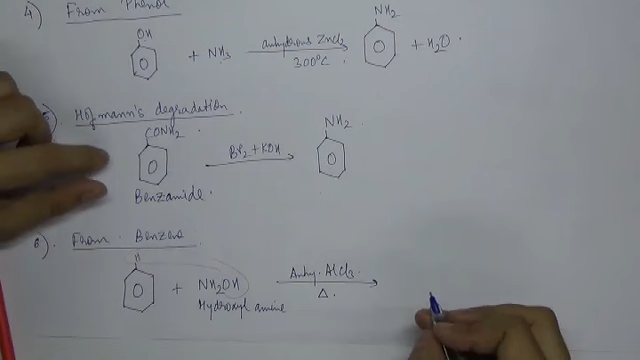 4) From Phenol
OH
NH2
+ NH3
anhydrous ZnCl2
300°C.
+ H2O.
5) Hofmann's degradation.
CONH2.
Br2 + KOH
NH2
Benzamide.
6). From Benzene
H
+ NH2OH
Anhy. AlCl3.
Δ.
Hydroxyl amine